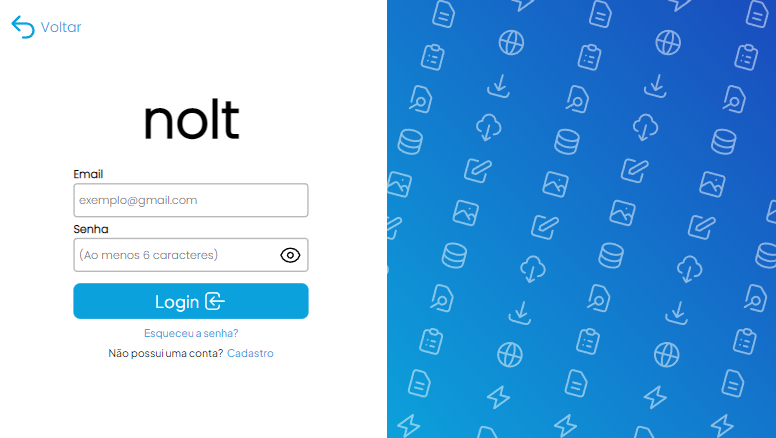 Voltar
nolt
Email
exemplo@gmail.com
Senha
(Ao menos 6 caracteres)
Login
Esqueceu a senha?
Não possui uma conta? Cadastro